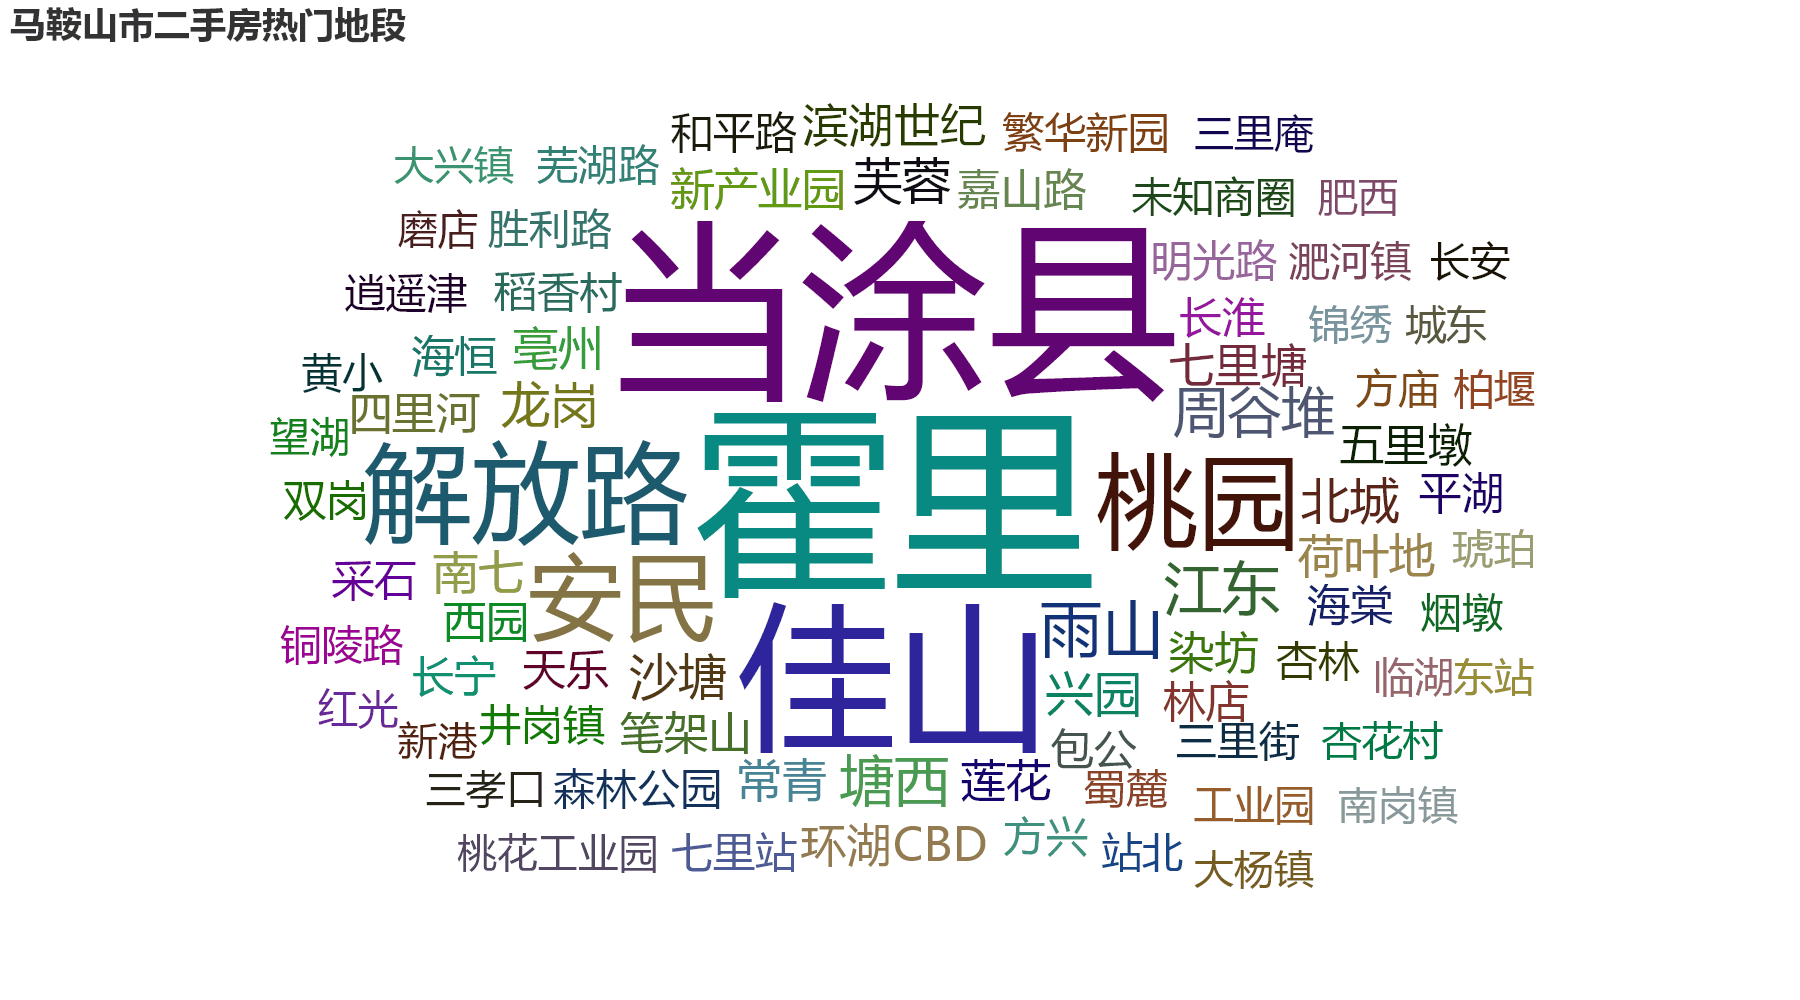 马鞍山市二手房热门地段
和平路
滨湖世纪
繁华新园
三里庵
大兴镇
芜湖路
新产业园
芙蓉
嘉山路
未知商圈
肥西
磨店
胜利路
当涂县
明光路
淝河镇
长安
逍遥津
稻香村
长淮
锦绣
城东
黄小
海恒
亳州
七里塘
方庙
柏堰
四里河
龙岗
周谷堆
望湖
五里墩
解放路
霍里
桃园
双岗
北城
平湖
采石
南七
安民
荷叶地
琥珀
江东
西园
佳山
雨山
海棠
烟墩
铜陵路
长宁
天乐
沙塘
染坊
杏林
临湖
东站
红光
新港
井岗镇
笔架山
兴园
林店
包公
三里街
杏花村
三孝口
森林公园
常青
塘西
莲花
蜀麓
工业园
南岗镇
桃花工业园
七里站
环湖CBD
方兴
站北
大杨镇